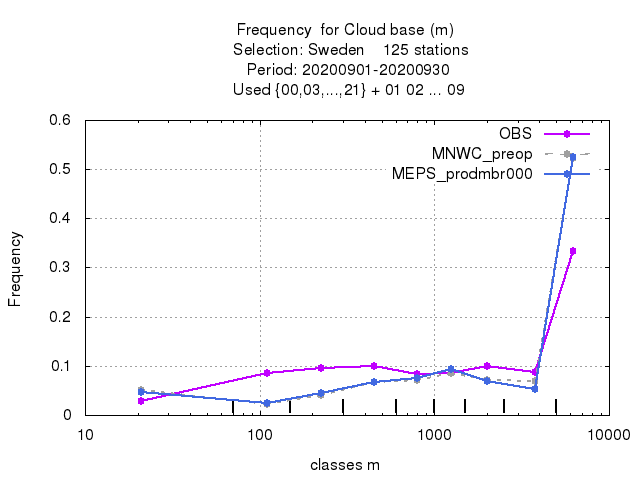 Frequency for Cloud base (m)
Selection: Sweden 125 stations
Period: 20200901-20200930
Used {00,03,...,21} + 01 02 ... 09
OBS
MNWC_preop
MEPS_prodmbr000
0.6
0.5
0.4
0.3
0.2
0.1
0
Frequency
10 100 1000 10000
classes m